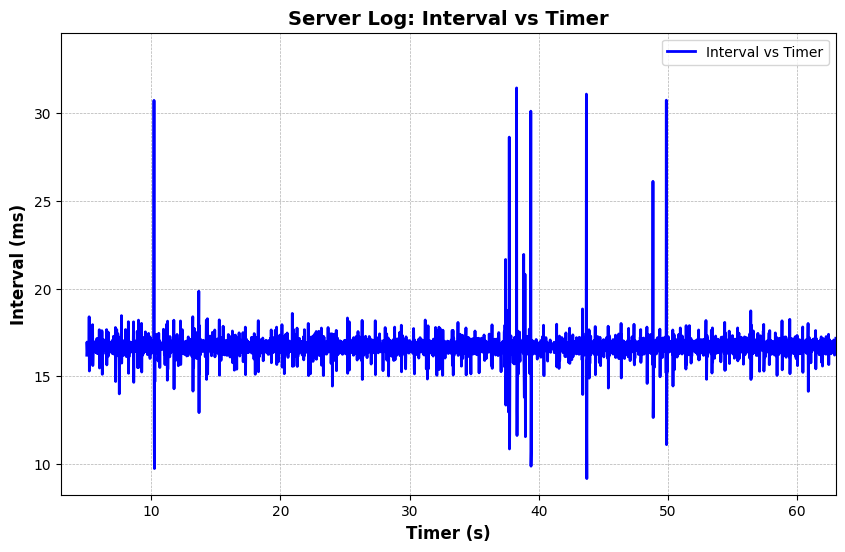 Server Log: Interval vs Timer
Interval vs Timer
30
25
20
15
10
Interval (ms)
10 20 30 40 50 60
Timer (s)